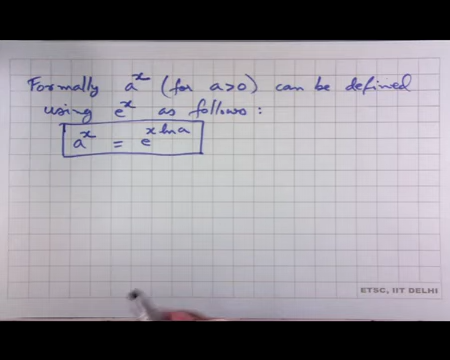 Formally a^x (for a>0) can be defined
using e^x as follows:
a^x = e^{x ln a}
ETSC, IIT DELHI